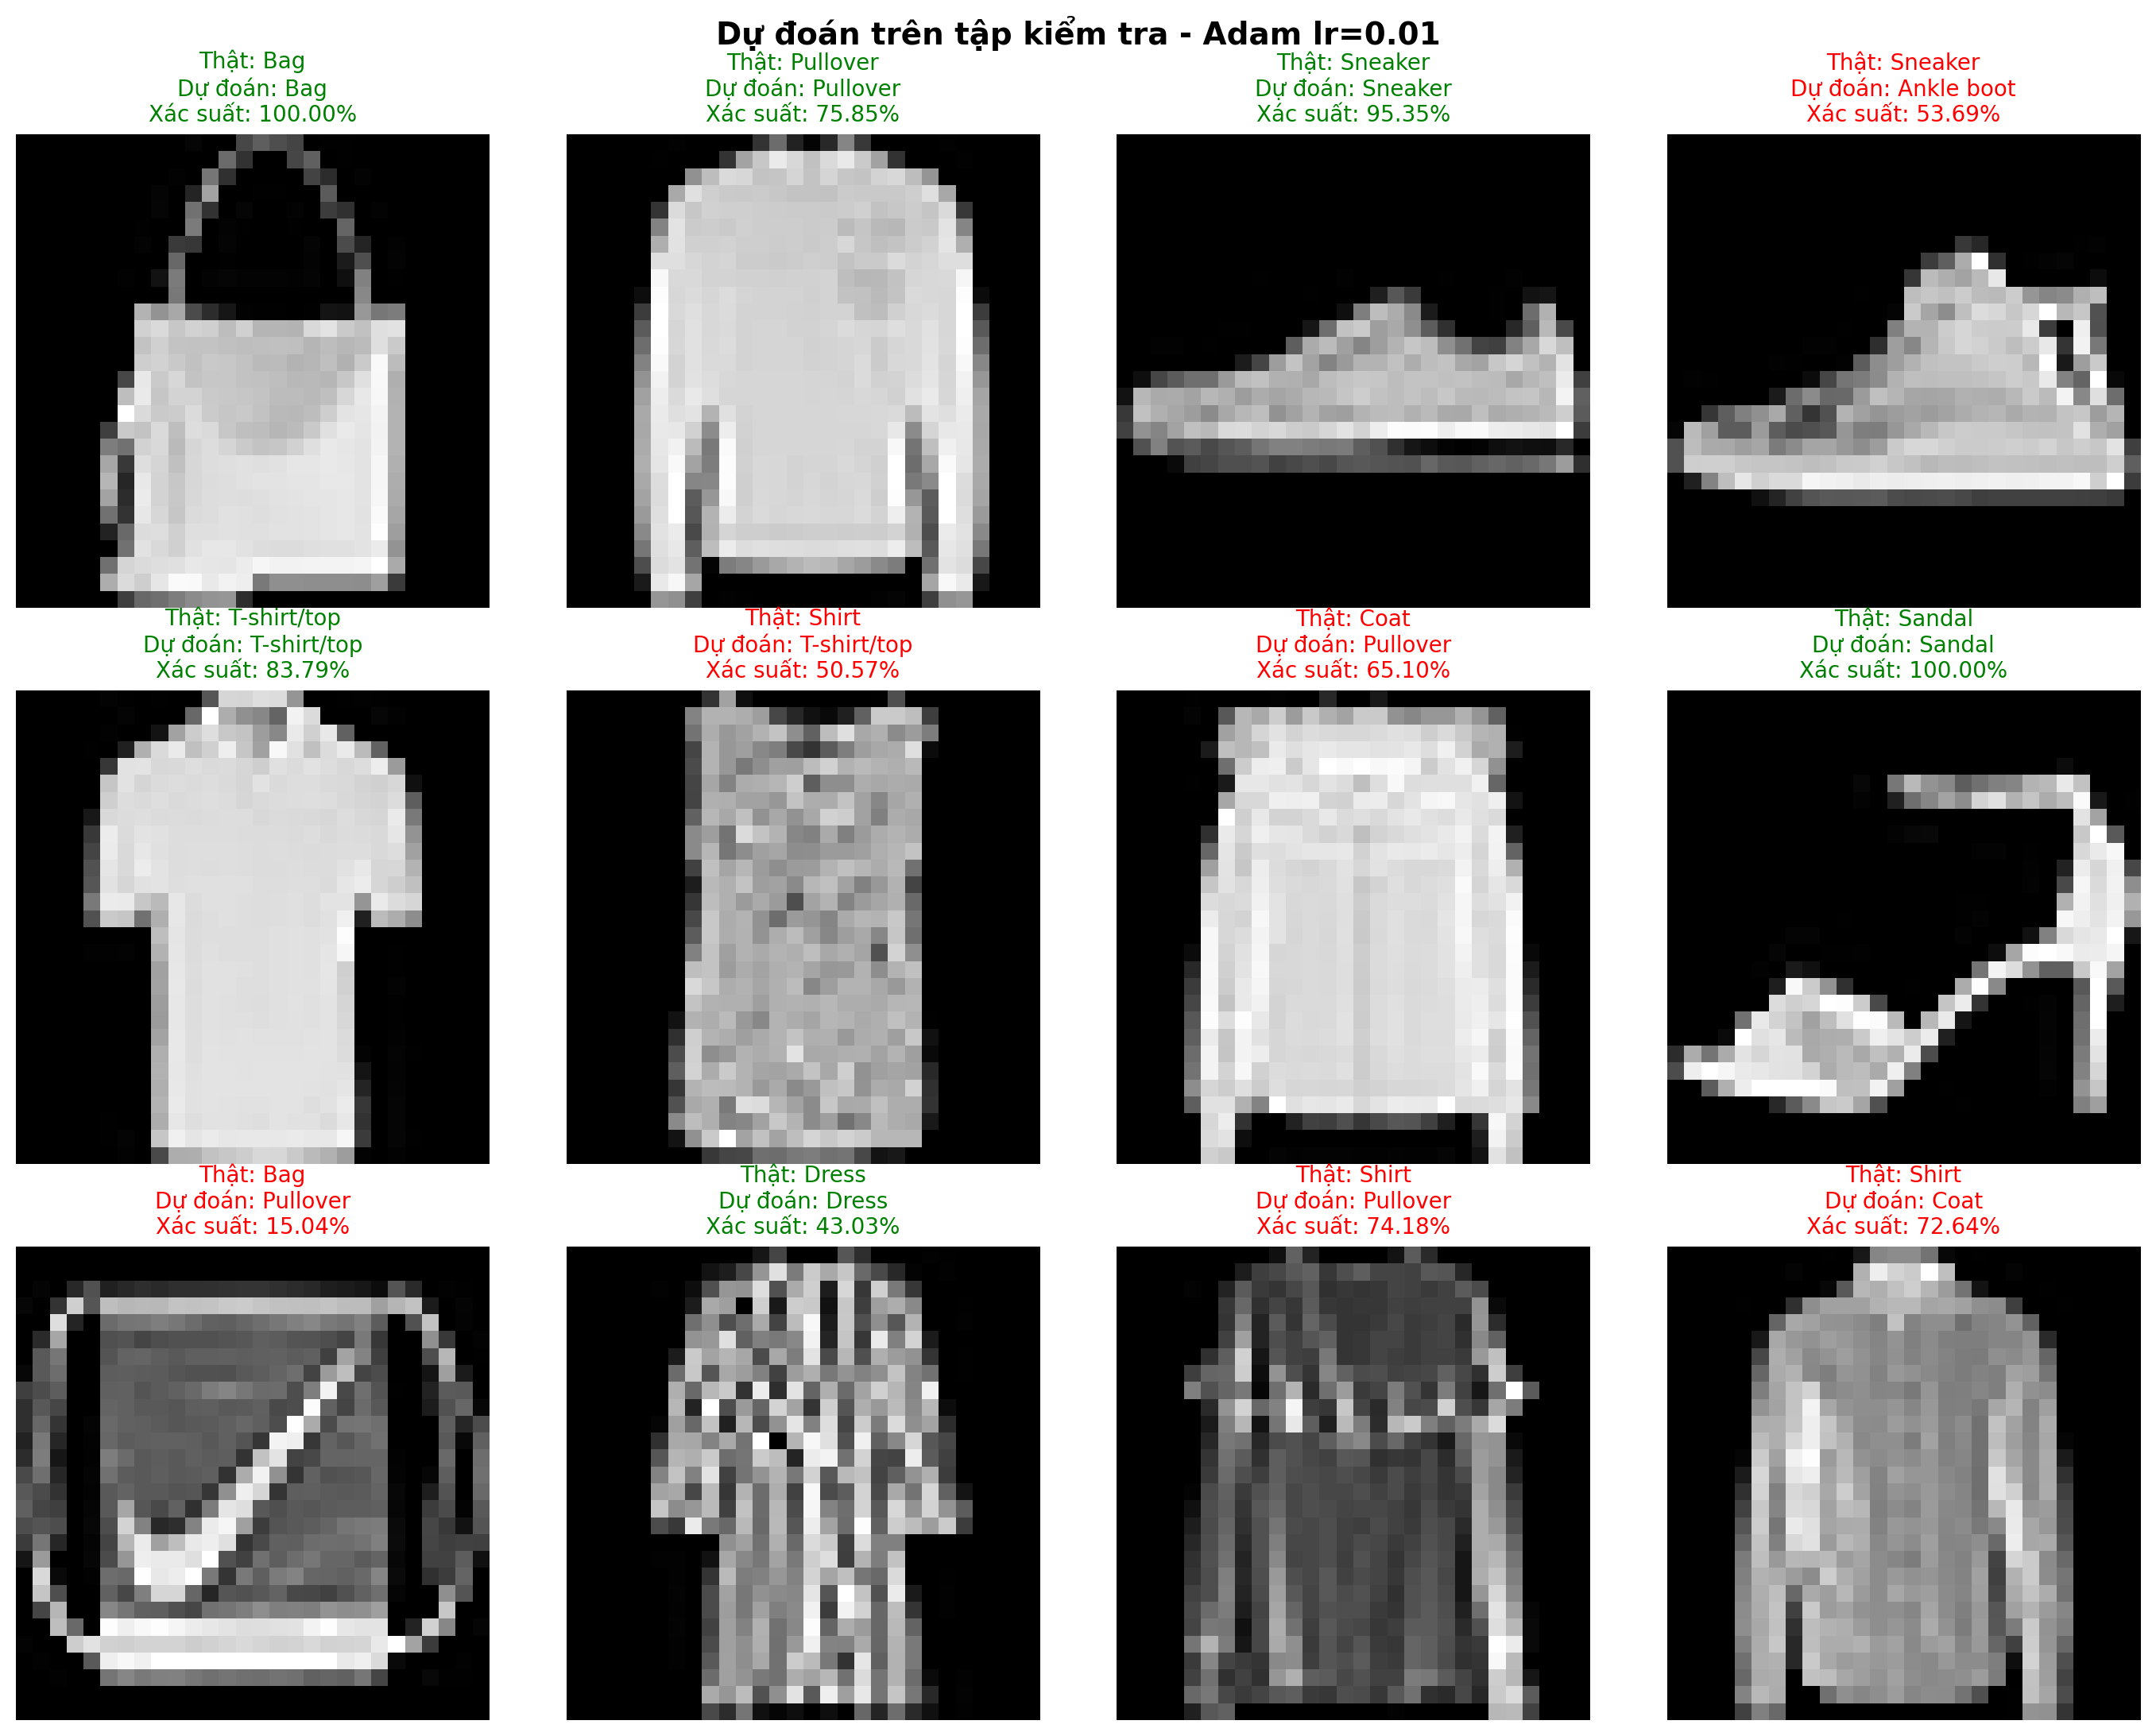 Dự đoán trên tập kiểm tra - Adam lr=0.01
Thật: Bag
Dự đoán: Bag
Xác suất: 100.00%
Thật: Pullover
Dự đoán: Pullover
Xác suất: 75.85%
Thật: Sneaker
Dự đoán: Sneaker
Xác suất: 95.35%
Thật: Sneaker
Dự đoán: Ankle boot
Xác suất: 53.69%
Thật: T-shirt/top
Dự đoán: T-shirt/top
Xác suất: 83.79%
Thật: Shirt
Dự đoán: T-shirt/top
Xác suất: 50.57%
Thật: Coat
Dự đoán: Pullover
Xác suất: 65.10%
Thật: Sandal
Dự đoán: Sandal
Xác suất: 100.00%
Thật: Bag
Dự đoán: Pullover
Xác suất: 15.04%
Thật: Dress
Dự đoán: Dress
Xác suất: 43.03%
Thật: Shirt
Dự đoán: Pullover
Xác suất: 74.18%
Thật: Shirt
Dự đoán: Coat
Xác suất: 72.64%